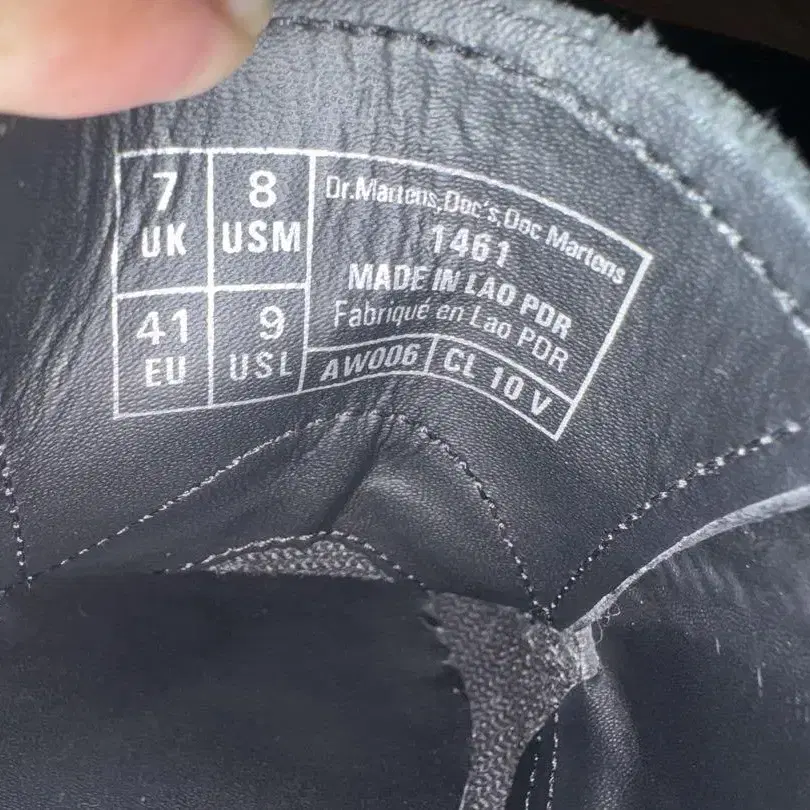 7
UK
8
USM
41
EU
9
USL
Dr.Martens,Doc's,Doc Martens
1461
MADE IN LAO PDR
Fabriqué en Lao PDR
AW006
CL 10 V